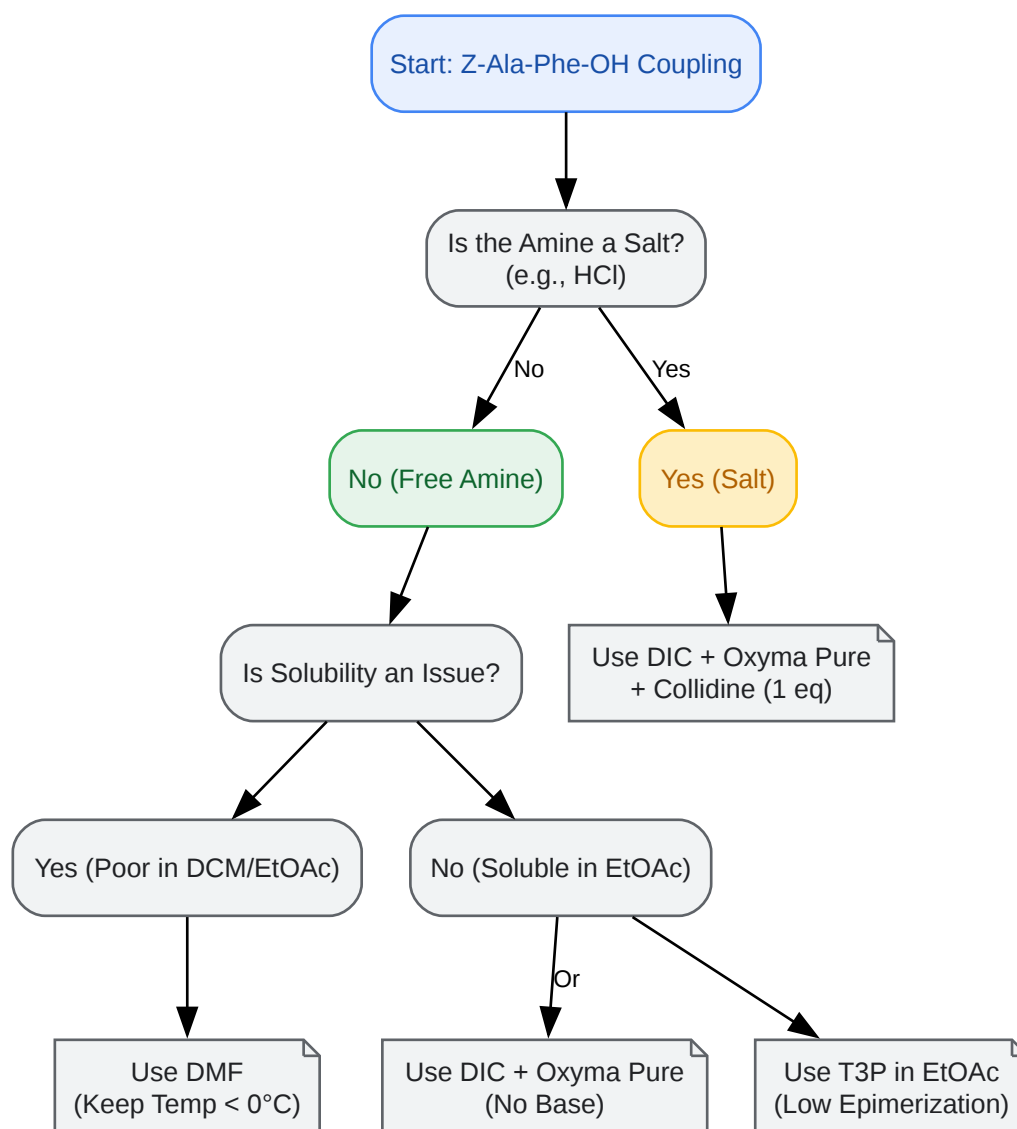 Start: Z-Ala-Phe-OH Coupling
Is the Amine a Salt?
(e.g., HCl)
No
Yes
No (Free Amine)
Yes (Salt)
Is Solubility an Issue?
Use DIC + Oxyma Pure
+ Collidine (1 eq)
Yes (Poor in DCM/EtOAc)
No (Soluble in EtOAc)
Or
Use DMF
(Keep Temp < 0°C)
Use DIC + Oxyma Pure
(No Base)
Use T3P in EtOAc
(Low Epimerization)